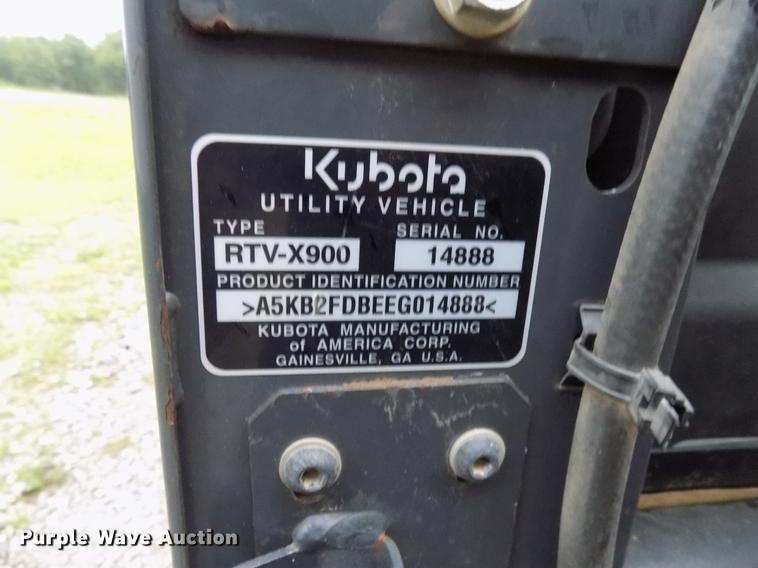 Kubota
UTILITY VEHICLE
TYPE SERIAL NO.
RTV-X900 14888
PRODUCT IDENTIFICATION NUMBER
>A5KB2FDBEEG014888<
KUBOTA MANUFACTURING
of AMERICA CORP.
GAINESVILLE, GA U.S.A.
Purple Wave Auction®